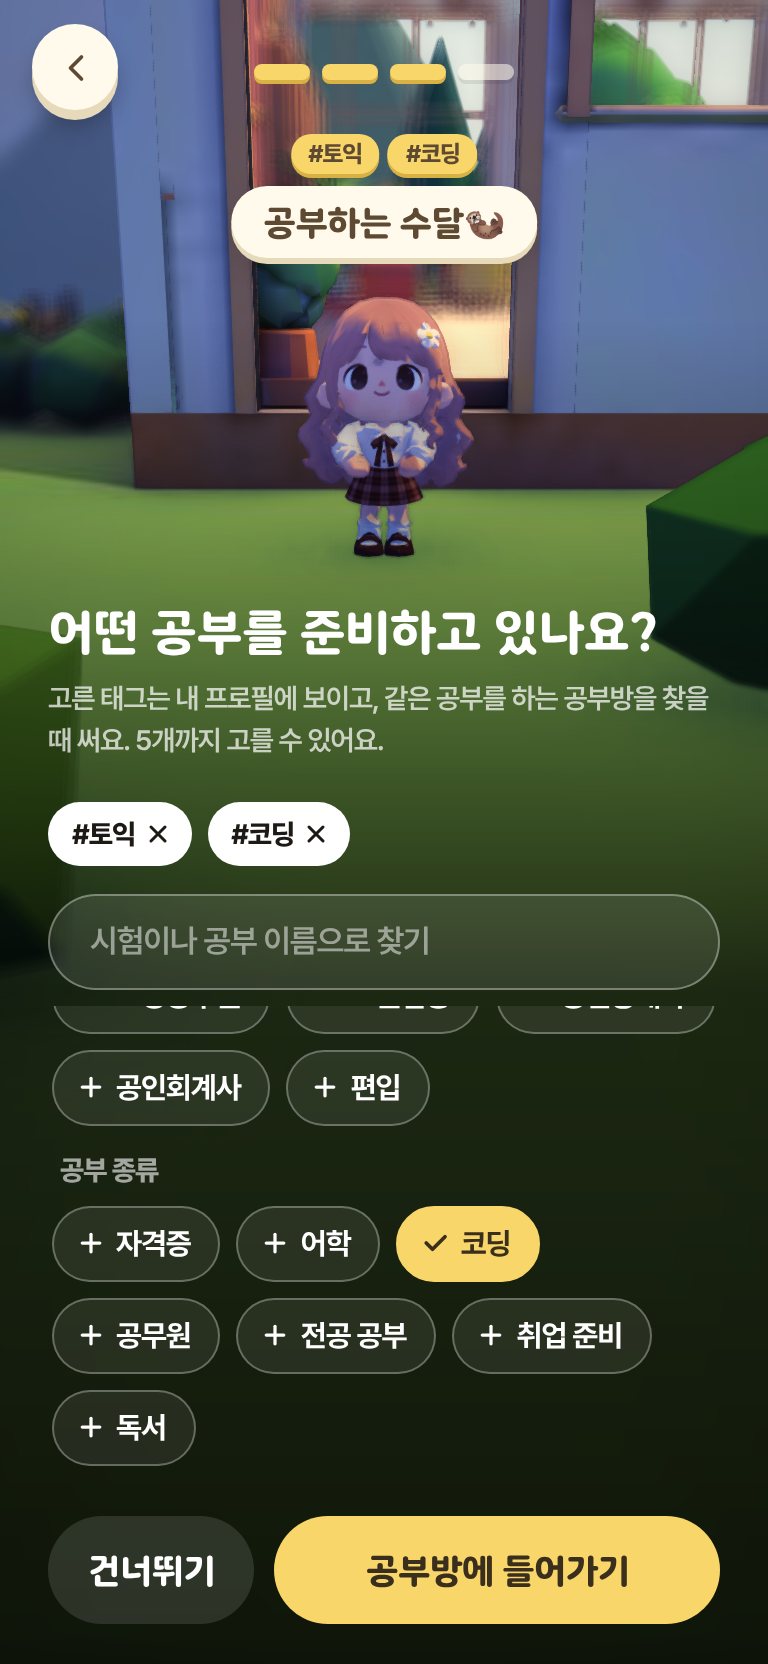 #토익 #코딩
공부하는 수달🦦
어떤 공부를 준비하고 있나요?
고른 태그는 내 프로필에 보이고, 같은 공부를 하는 공부방을 찾을
때 써요. 5개까지 고를 수 있어요.
#토익 × #코딩 ×
시험이나 공부 이름으로 찾기
+ 공인회계사 + 편입
공부 종류
+ 자격증 + 어학 ✓ 코딩
+ 공무원 + 전공 공부 + 취업 준비
+ 독서
건너뛰기 공부방에 들어가기